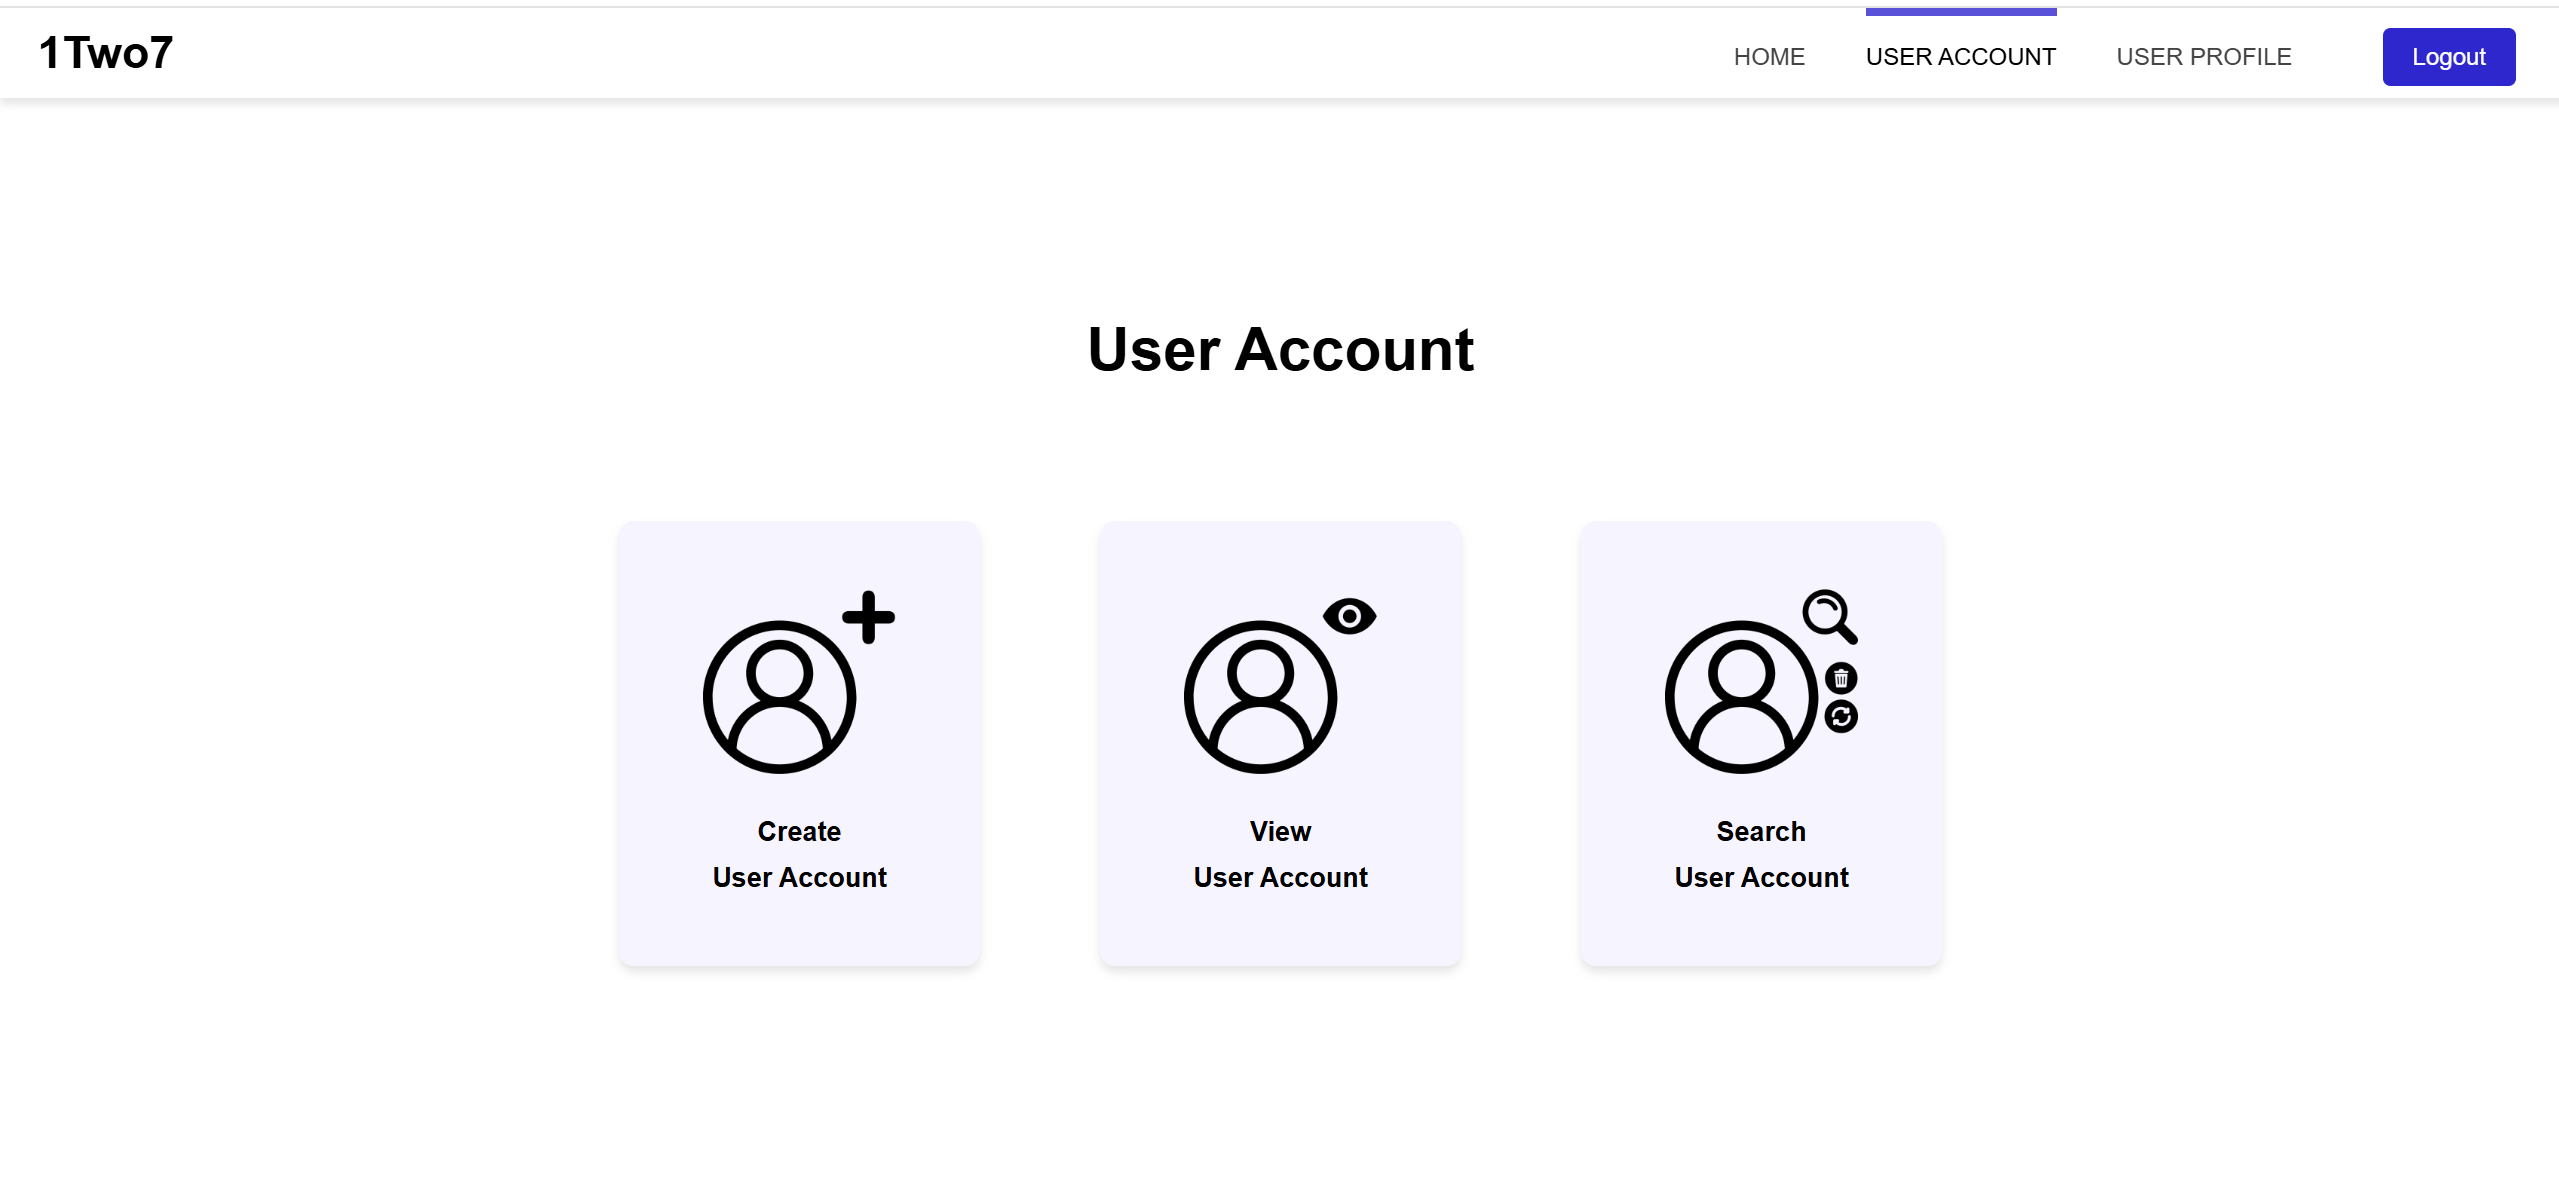 1Two7
HOME
USER ACCOUNT
USER PROFILE
Logout
User Account
Create
User Account
View
User Account
Search
User Account